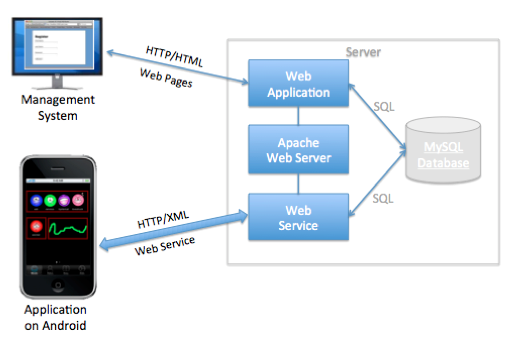 HTTP/HTML
Web Pages
Management
System
Server
Web
Application
SQL
Apache
Web Server
MySQL
Database
SQL
HTTP/XML
Web Service
Web
Service
Application
on Android